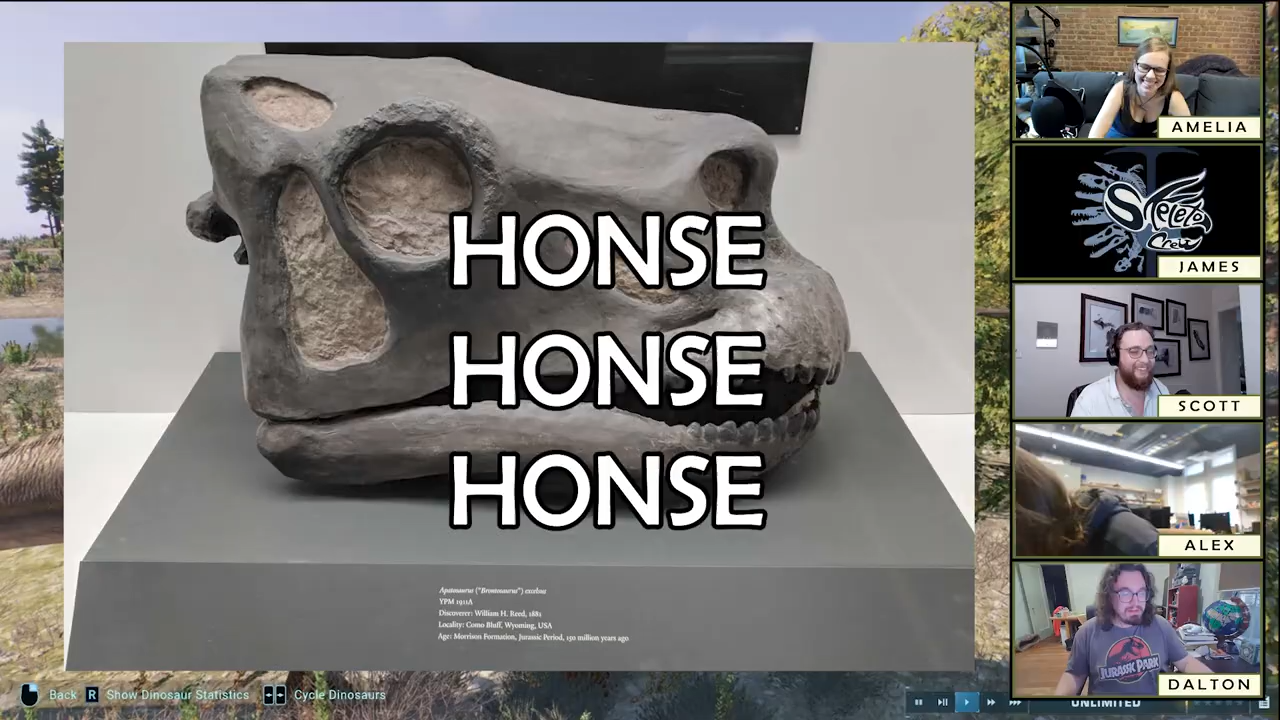 HONSE
HONSE
HONSE
Apatosaurus ("Brontosaurus") excelsus
YPM 1911A
Discoverer: William H. Reed, 1881
Locality: Como Bluff, Wyoming, USA
Age: Morrison Formation, Jurassic Period, 150 million years ago
Back
R Show Dinosaur Statistics
Cycle Dinosaurs
UNLIMITED
AMELIA
Skeleto
Crew
JAMES
SCOTT
ALEX
JURASSIC PARK
DALTON